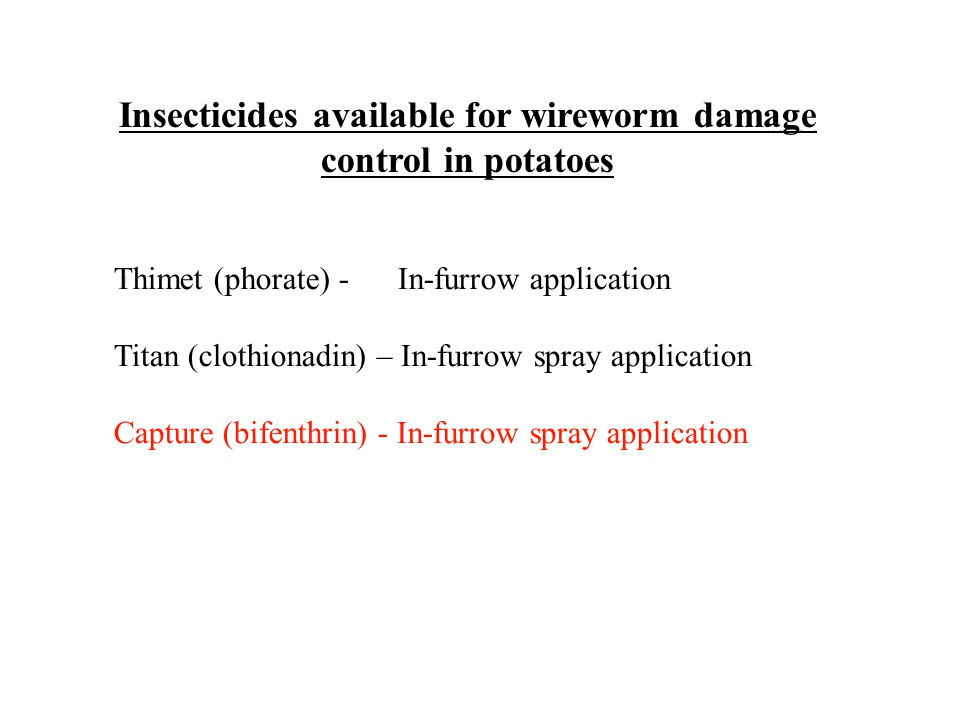 Insecticides available for wireworm damage
control in potatoes
Thimet (phorate) - In-furrow application
Titan (clothionadin) – In-furrow spray application
Capture (bifenthrin) - In-furrow spray application